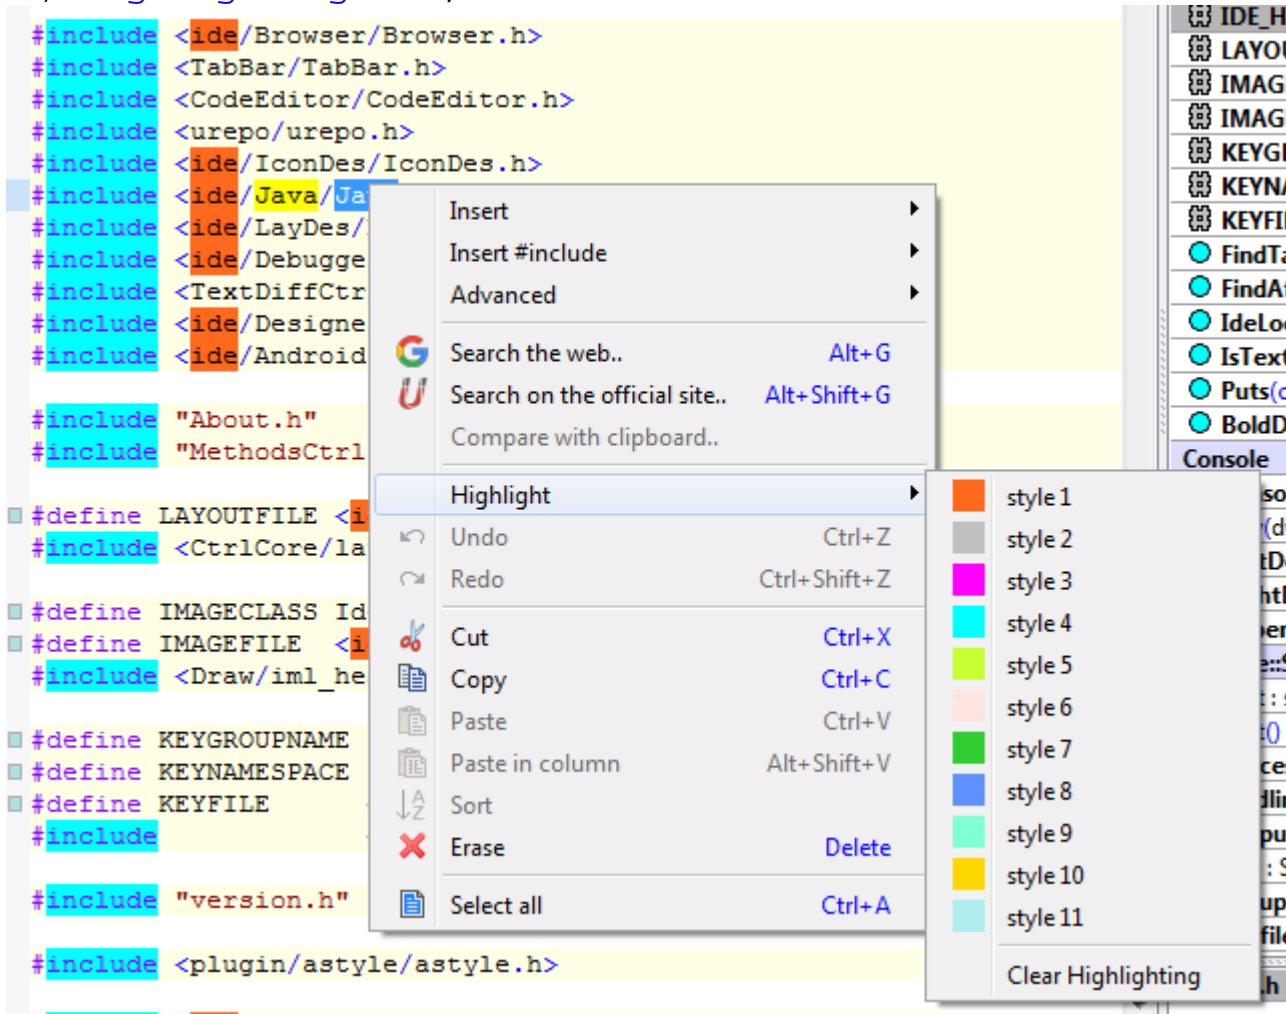 #include <ide/Browser/Browser.h>
#include <TabBar/TabBar.h>
#include <CodeEditor/CodeEditor.h>
#include <urepo/urepo.h>
#include <ide/IconDes/IconDes.h>
#include <ide/Java/Ja
#include <ide/LayDes/
#include <ide/Debugge
#include <TextDiffCtr
#include <ide/Designe
#include <ide/Android
#include "About.h"
#include "MethodsCtrl
#define LAYOUTFILE <i
#include <CtrlCore/la
#define IMAGECLASS Id
#define IMAGEFILE <i
#include <Draw/iml_he
#define KEYGROUPNAME
#define KEYNAMESPACE
#define KEYFILE
#include
#include "version.h"
#include <plugin/astyle/astyle.h>
Insert
Insert #include
Advanced
Search the web.. Alt+G
Search on the official site.. Alt+Shift+G
Compare with clipboard..
Highlight
Undo Ctrl+Z
Redo Ctrl+Shift+Z
Cut Ctrl+X
Copy Ctrl+C
Paste Ctrl+V
Paste in column Alt+Shift+V
Sort
Erase Delete
Select all Ctrl+A
style 1
style 2
style 3
style 4
style 5
style 6
style 7
style 8
style 9
style 10
style 11
Clear Highlighting
IDE_H
LAYOU
IMAG
IMAG
KEYG
KEYNA
KEYFI
FindTa
FindAf
IdeLoc
IsText
Puts(c
BoldD
Console